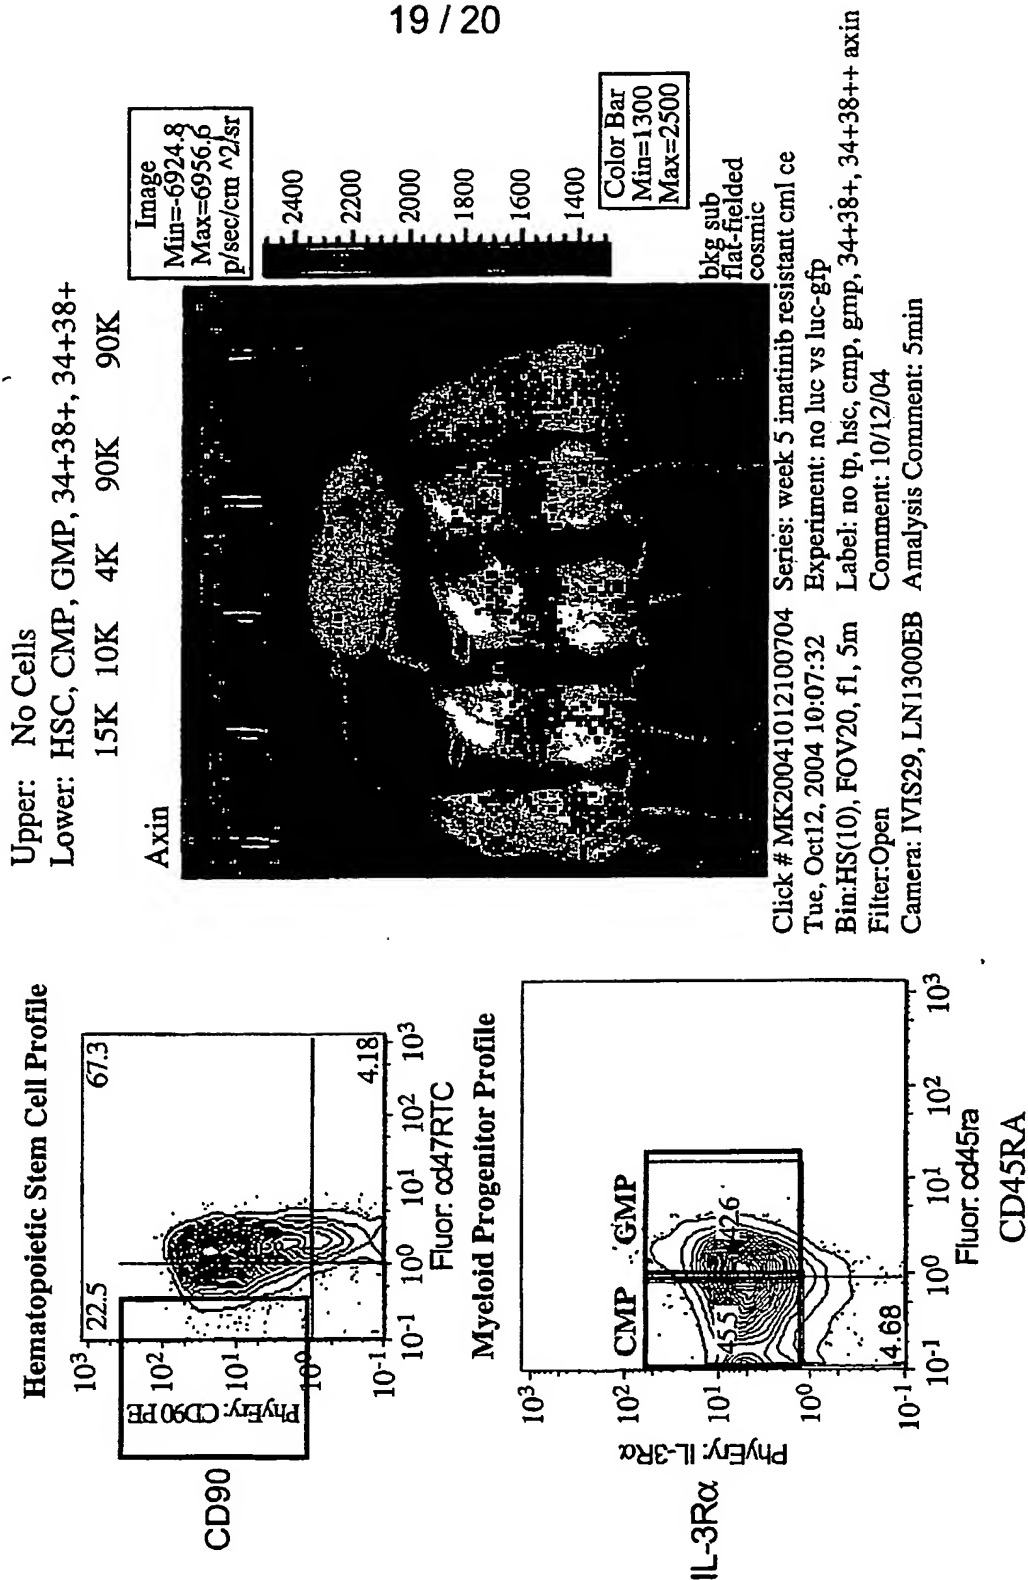 19 / 20
Hematopoietic Stem Cell Profile
22.5
67.3
4.18
10³
10²
10¹
10⁰
10⁻¹
PhyEry: CD90 PE
CD90
10⁻¹ 10⁰ 10¹ 10² 10³
Fluor: cd47RTC
Myeloid Progenitor Profile
CMP GMP
45.5
42.6
4.68
10³
10²
10¹
10⁰
10⁻¹
PhyEry: IL-3Rα
IL-3Rα
10⁻¹ 10⁰ 10¹ 10² 10³
Fluor: cd45ra
CD45RA
Upper: No Cells
Lower: HSC, CMP, GMP, 34+38+, 34+38+
15K 10K 4K 90K 90K
Axin
Image
Min=-6924.8
Max=6956.6
p/sec/cm ^2/sr
2400
2200
2000
1800
1600
1400
Color Bar
Min=1300
Max=2500
bkg sub
flat-fielded
cosmic
Click # MK20041012100704
Tue, Oct12, 2004 10:07:32
Bin:HS(10), FOV20, f1, 5m
Filter:Open
Camera: IVIS29, LN1300EB
Series: week 5 imatinib resistant cml ce
Experiment: no luc vs luc-gfp
Label: no tp, hsc, cmp, gmp, 34+38+, 34+38++ axin
Comment: 10/12/04
Analysis Comment: 5min